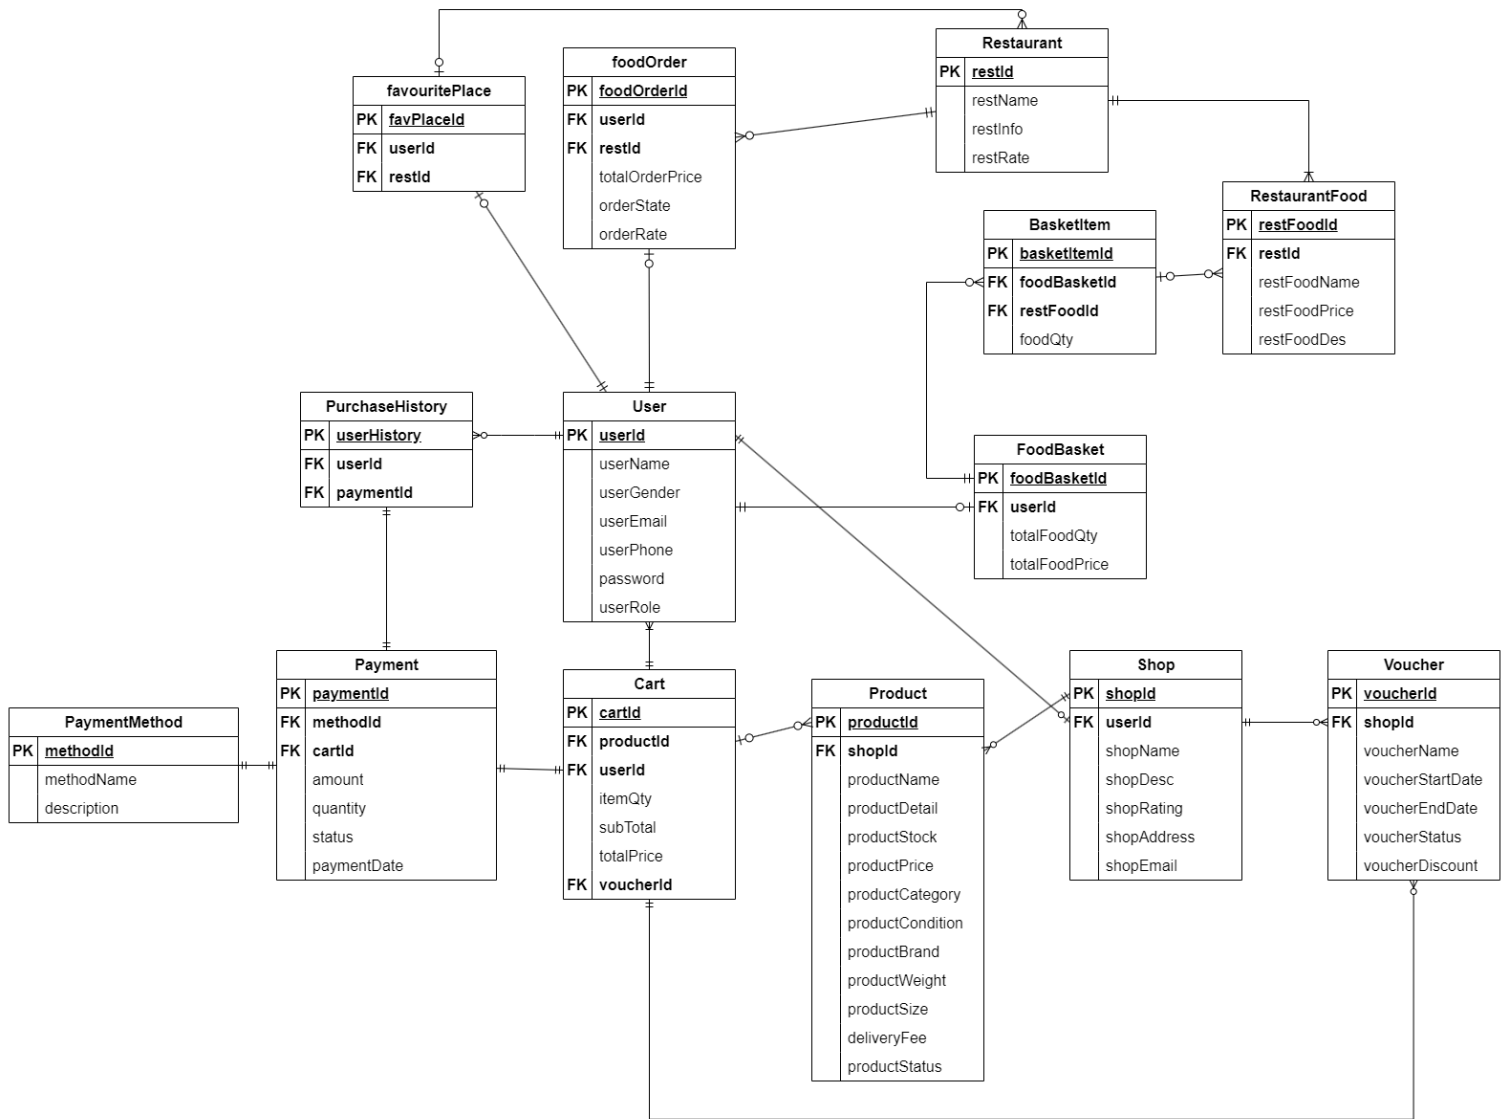 Restaurant
PK restId
restName
restInfo
restRate
foodOrder
PK foodOrderId
FK userId
FK restId
totalOrderPrice
orderState
orderRate
favouritePlace
PK favPlaceId
FK userId
FK restId
RestaurantFood
PK restFoodId
FK restId
restFoodName
restFoodPrice
restFoodDes
BasketItem
PK basketItemId
FK foodBasketId
FK restFoodId
foodQty
PurchaseHistory
PK userHistory
FK userId
FK paymentId
User
PK userId
userName
userGender
userEmail
userPhone
password
userRole
FoodBasket
PK foodBasketId
FK userId
totalFoodQty
totalFoodPrice
PaymentMethod
PK methodId
methodName
description
Payment
PK paymentId
FK methodId
FK cartId
amount
quantity
status
paymentDate
Cart
PK cartId
FK productId
FK userId
itemQty
subTotal
totalPrice
FK voucherId
Product
PK productId
FK shopId
productName
productDetail
productStock
productPrice
productCategory
productCondition
productBrand
productWeight
productSize
deliveryFee
productStatus
Shop
PK shopId
FK userId
shopName
shopDesc
shopRating
shopAddress
shopEmail
Voucher
PK voucherId
FK shopId
voucherName
voucherStartDate
voucherEndDate
voucherStatus
voucherDiscount